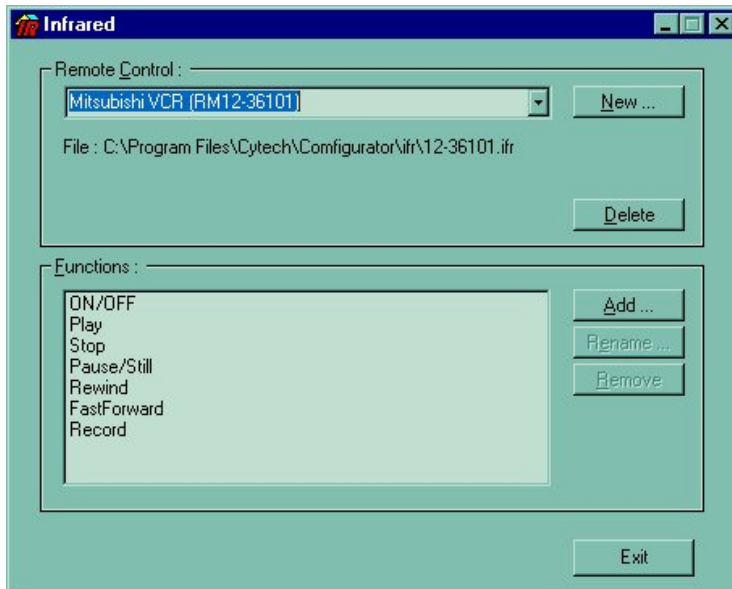 Infrared
Remote Control :
Mitsubishi VCR (RM12-36101)
New ...
File : C:\Program Files\Cytech\Comfigurator\ifr\12-36101.ifr
Delete
Functions :
ON/OFF
Play
Stop
Pause/Still
Rewind
FastForward
Record
Add ...
Rename ...
Remove
Exit